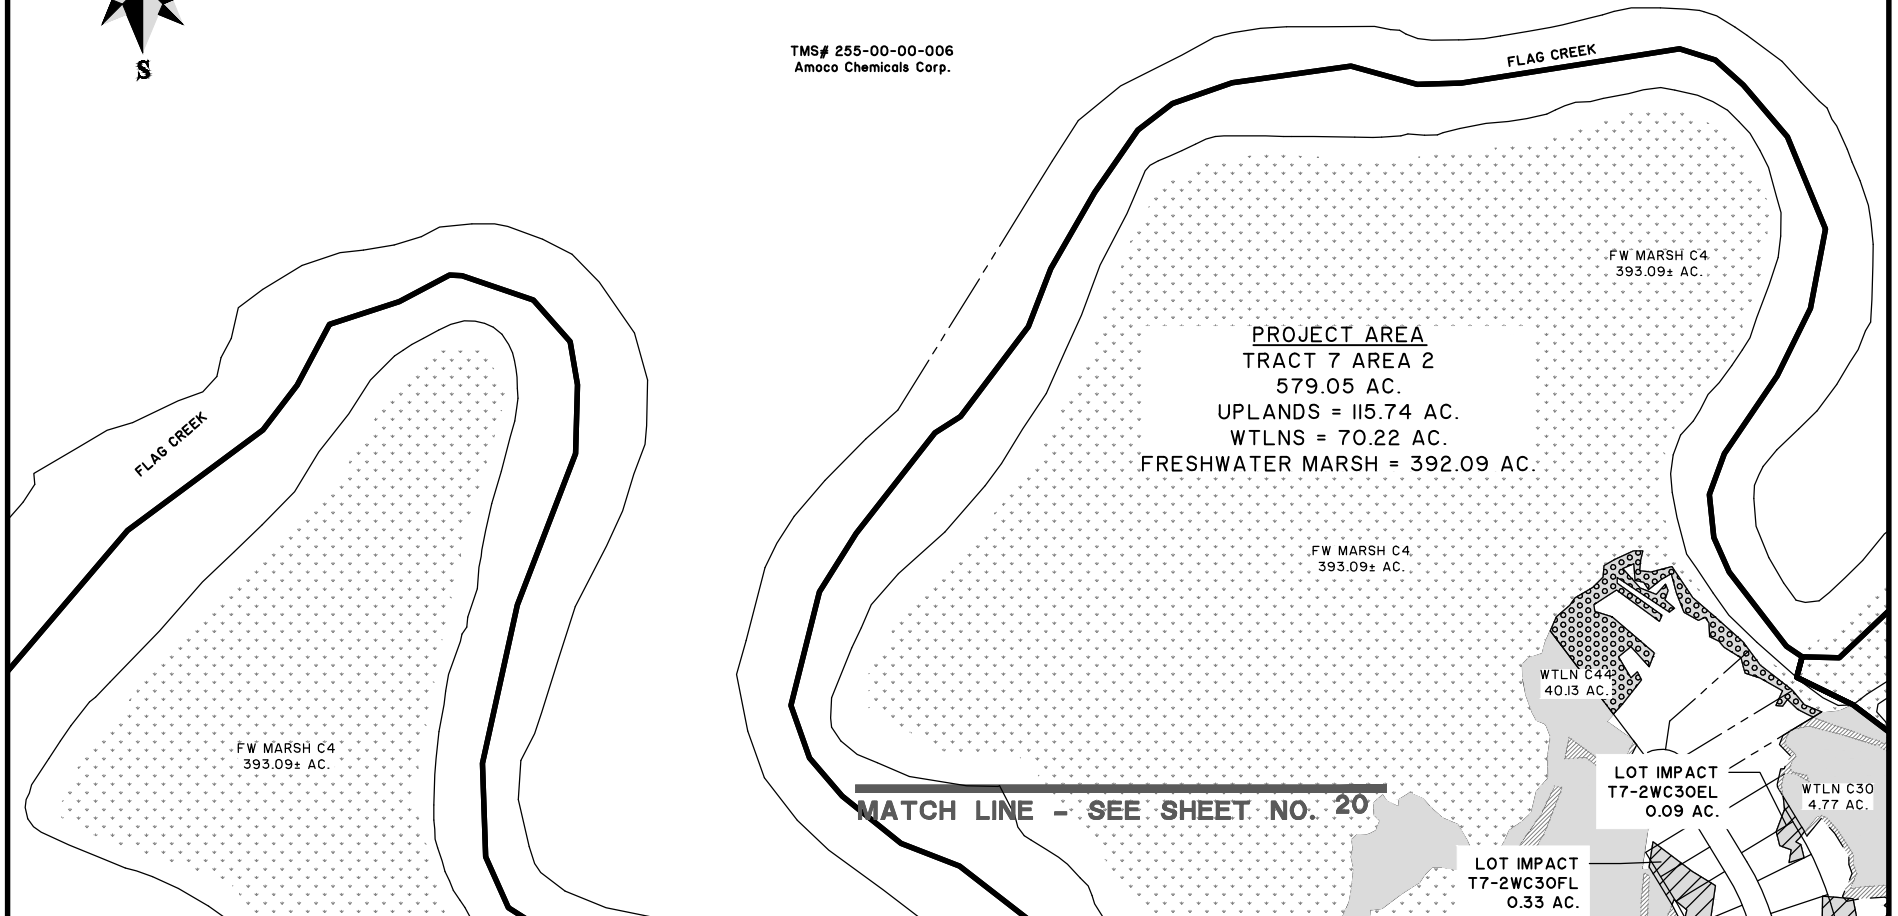 S
TMS# 255-00-00-006
Amoco Chemicals Corp.
FLAG CREEK
FW MARSH C4
393.09± AC.
PROJECT AREA
TRACT 7 AREA 2
579.05 AC.
UPLANDS = 115.74 AC.
WTLNS = 70.22 AC.
FRESHWATER MARSH = 392.09 AC.
FLAG CREEK
FW MARSH C4
393.09± AC.
WTLN C44
40.13 AC.
FW MARSH C4
393.09± AC.
LOT IMPACT
T7-2WC30EL
0.09 AC.
WTLN C30
4.77 AC.
MATCH LINE - SEE SHEET NO. 20
LOT IMPACT
T7-2WC30FL
0.33 AC.